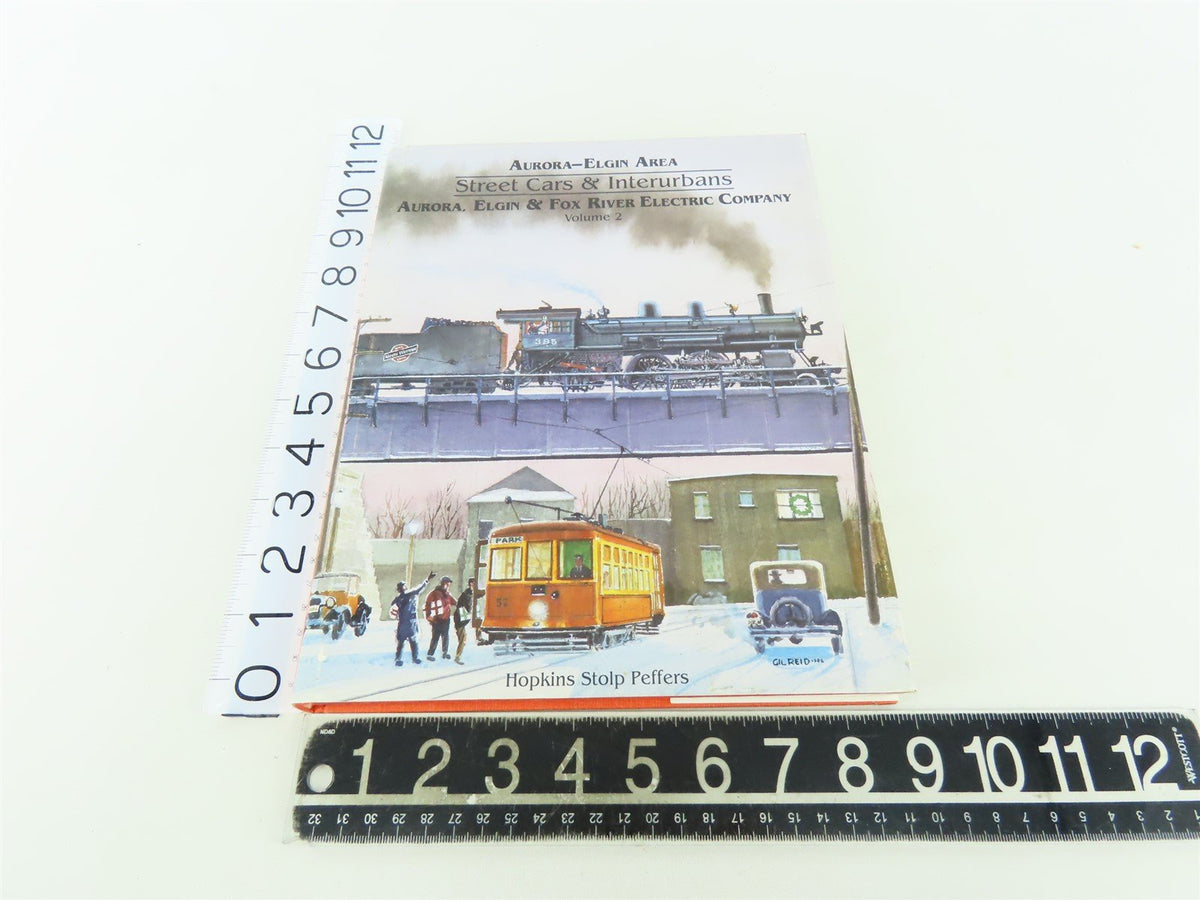 AURORA–ELGIN AREA
Street Cars & Interurbans
AURORA, ELGIN & FOX RIVER ELECTRIC COMPANY
Volume 2
395
PARK
57
GIL REID
Hopkins Stolp Peffers
0 1 2 3 4 5 6 7 8 9 10 11 12
1 2 3 4 5 6 7 8 9 10 11 12
WESTCOTT
32 31 30 29 28 27 26 25 24 23 22 21 20 19 18 17 16 15 14 13 12 11 10 9 8 7 6 5 4 3 2 1